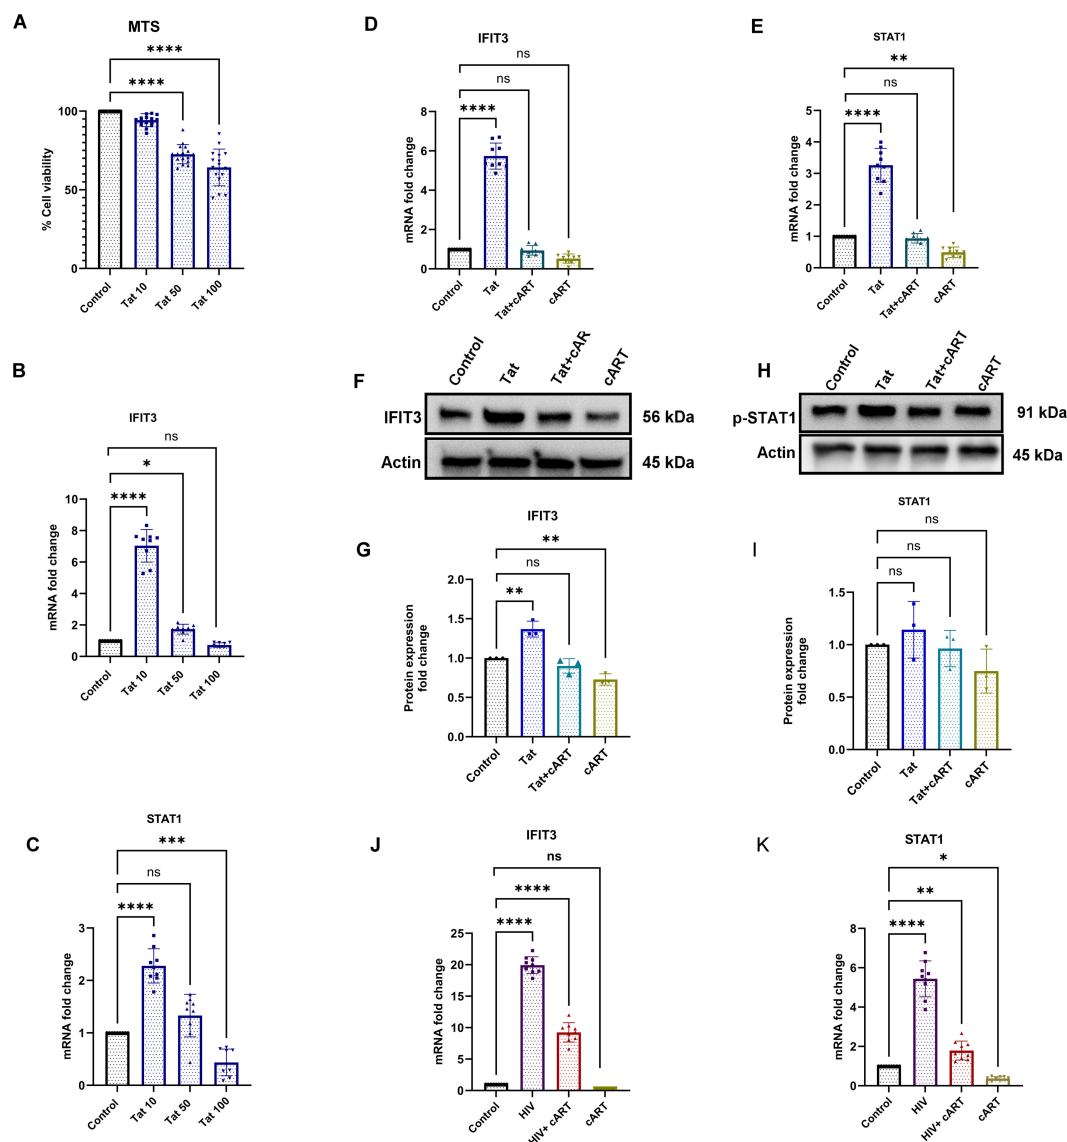 A
MTS
****
****
% Cell viability
100
50
0
Control
Tat 10
Tat 50
Tat 100
B
IFIT3
ns
*
****
mRNA fold change
10
8
6
4
2
0
Control
Tat 10
Tat 50
Tat 100
C
STAT1
***
ns
****
mRNA fold change
3
2
1
0
Control
Tat 10
Tat 50
Tat 100
D
IFIT3
ns
ns
****
mRNA fold change
8
6
4
2
0
Control
Tat
Tat+cART
cART
E
STAT1
**
ns
****
mRNA fold change
5
4
3
2
1
0
Control
Tat
Tat+cART
cART
F
Control
Tat
Tat+cAR
cART
IFIT3
56 kDa
Actin
45 kDa
H
Control
Tat
Tat+cART
cART
p-STAT1
91 kDa
Actin
45 kDa
G
IFIT3
**
ns
**
Protein expression
fold change
2.0
1.5
1.0
0.5
0.0
Control
Tat
Tat+cART
cART
I
STAT1
ns
ns
ns
Protein expression
fold change
1.5
1.0
0.5
0.0
Control
Tat
Tat+cART
cART
J
IFIT3
ns
****
****
mRNA fold change
25
20
15
10
5
0
Control
HIV
HIV+ cART
cART
K
STAT1
*
**
****
mRNA fold change
8
6
4
2
0
Control
HIV
HIV+ cART
cART